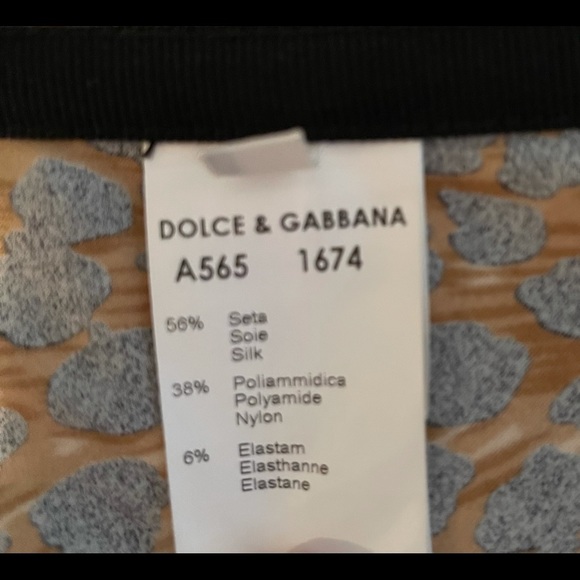 DOLCE & GABBANA
A565 1674
56% Seta
Soie
Silk
38% Poliammidica
Polyamide
Nylon
6% Elastam
Elasthanne
Elastane